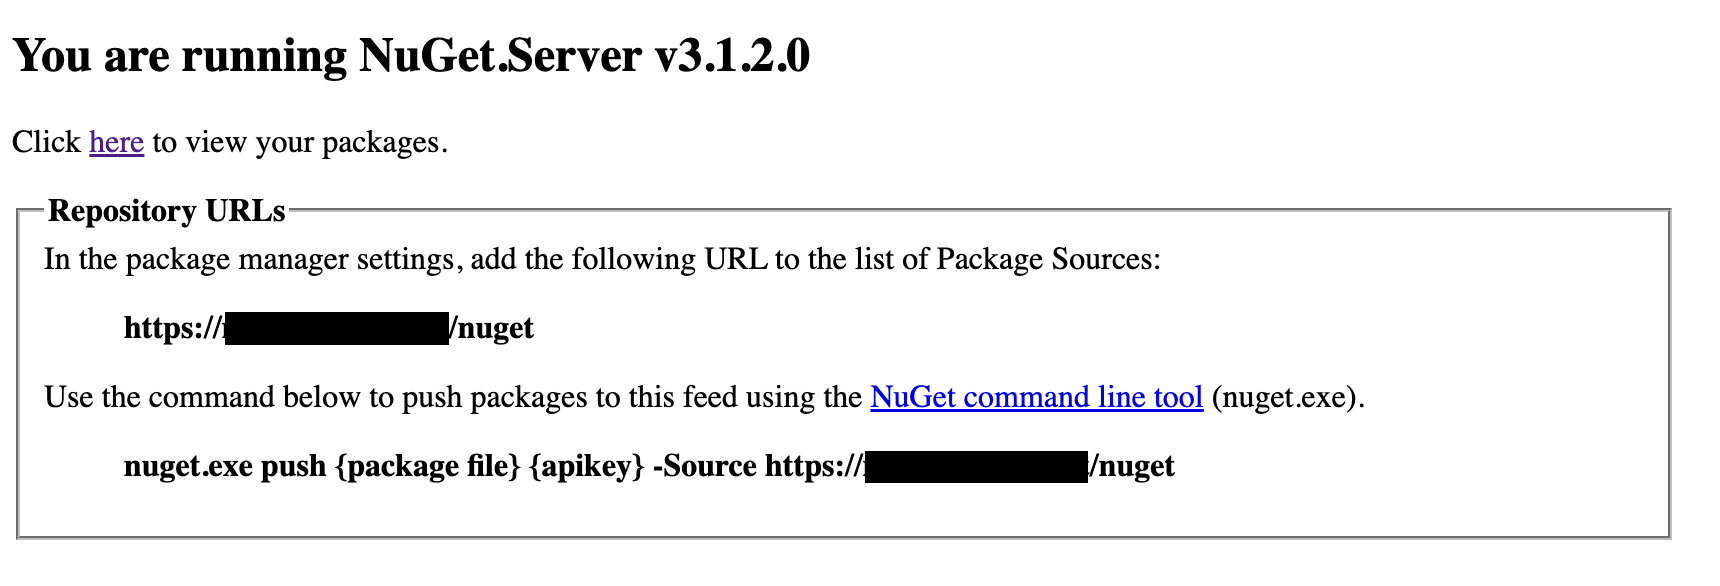 You are running NuGet.Server v3.1.2.0
Click here to view your packages.
Repository URLs
In the package manager settings, add the following URL to the list of Package Sources:
https:// /nuget
Use the command below to push packages to this feed using the NuGet command line tool (nuget.exe).
nuget.exe push {package file} {apikey} -Source https:// /nuget